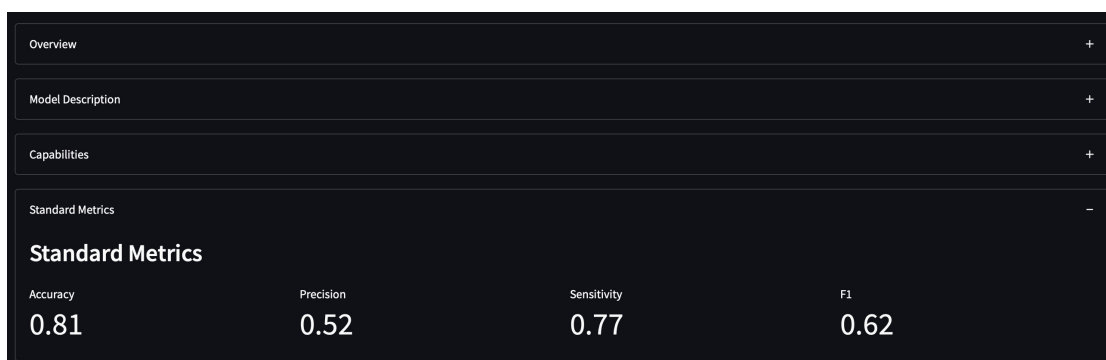 Overview +
Model Description +
Capabilities +
Standard Metrics −
Standard Metrics
Accuracy Precision Sensitivity F1
0.81 0.52 0.77 0.62